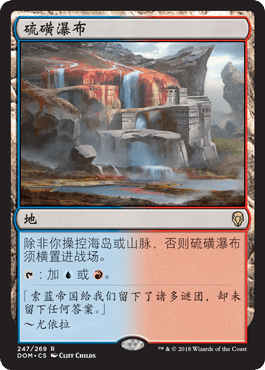 硫磺瀑布
地
除非你操控海岛或山脉，否则硫磺瀑布
须横置进战场。
：加或。
「索蓝帝国给我们留下了诸多谜团，却未
留下任何答案。」
～尤依拉
247/269 R
DOM • CS CLIFF CHILDS
™ & © 2018 Wizards of the Coast